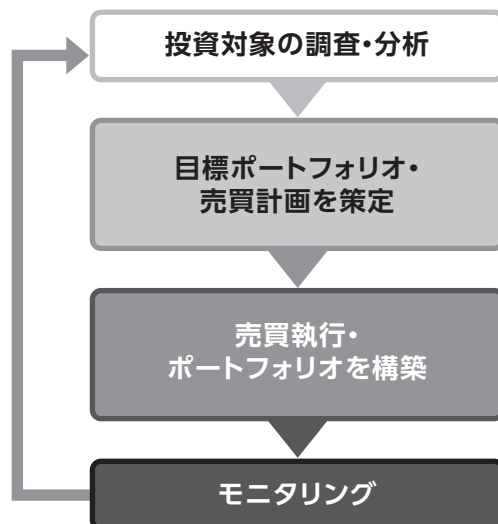 投資対象の調査・分析
目標ポートフォリオ・
売買計画を策定
売買執行・
ポートフォリオを構築
モニタリング